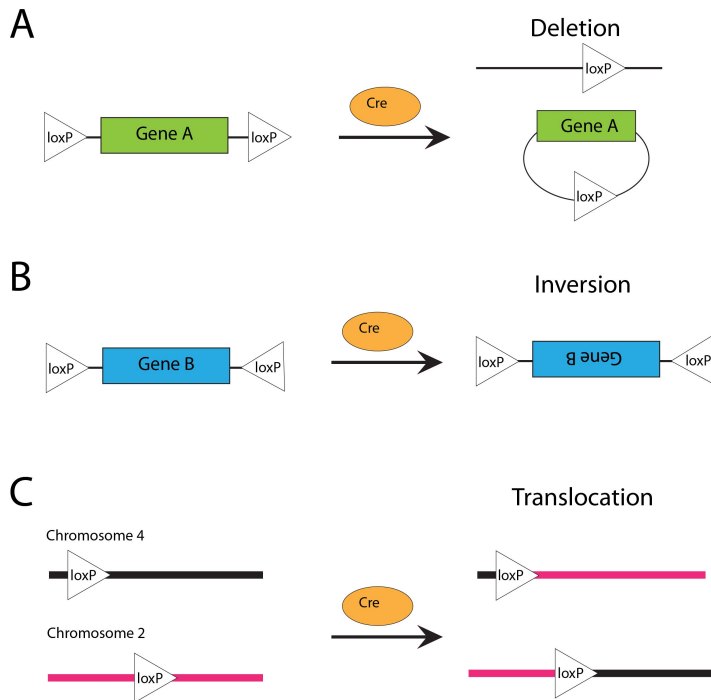 A
Deletion
loxP
Cre
loxP
Gene A
loxP
Gene A
loxP
B
Inversion
Cre
loxP
Gene B
loxP
loxP
Gene B
loxP
C
Translocation
Chromosome 4
loxP
loxP
Cre
Chromosome 2
loxP
loxP